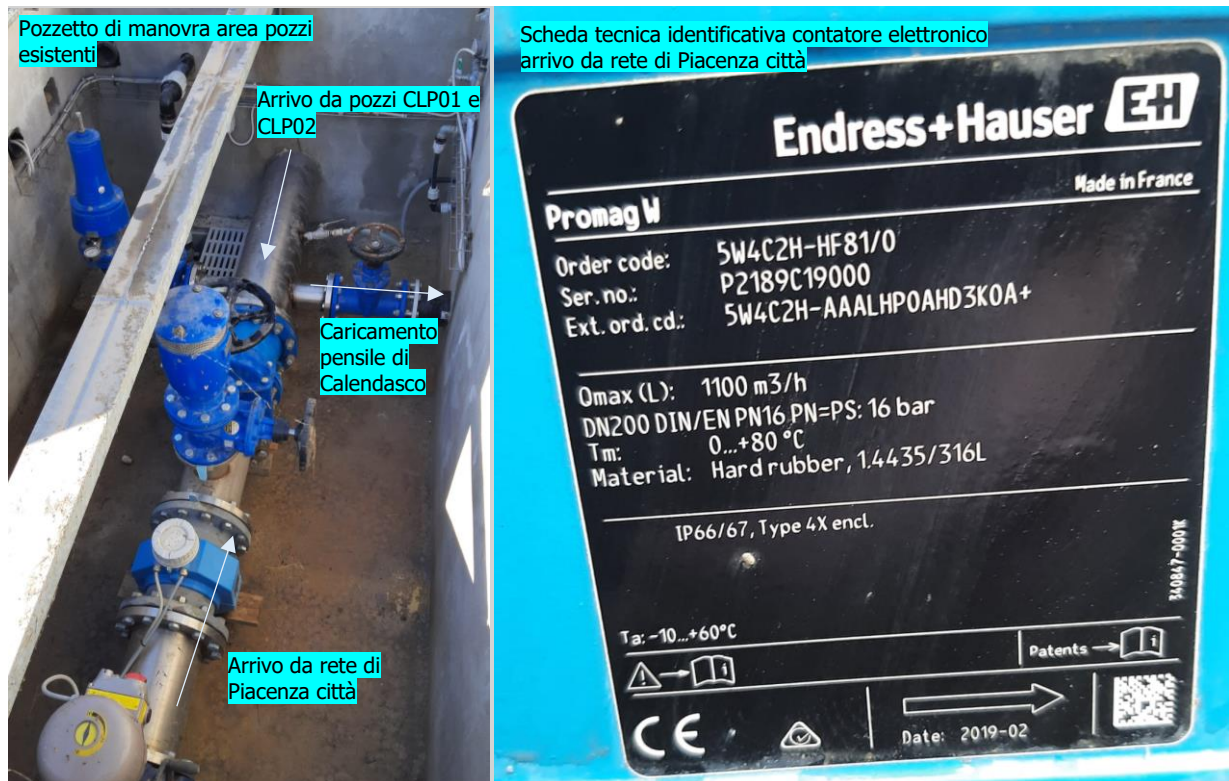 Pozzetto di manovra area pozzi
esistenti
Arrivo da pozzi CLP01 e
CLP02
Caricamento
pensile di
Calendasco
Arrivo da rete di
Piacenza città
Scheda tecnica identificativa contatore elettronico
arrivo da rete di Piacenza città
Endress+Hauser EH
Made in France
Promag W
Order code: 5W4C2H-HF81/0
Ser. no.: P2189C19000
Ext. ord. cd.: 5W4C2H-AAALHP0AHD3K0A+
Qmax (L): 1100 m3/h
DN200 DIN/EN PN16 PN=PS: 16 bar
Tm: 0...+80 °C
Material: Hard rubber, 1.4435/316L
IP66/67, Type 4X encl.
340847-0001K
Ta: -10...+60°C
Patents → i
i
CE
Date: 2019-02